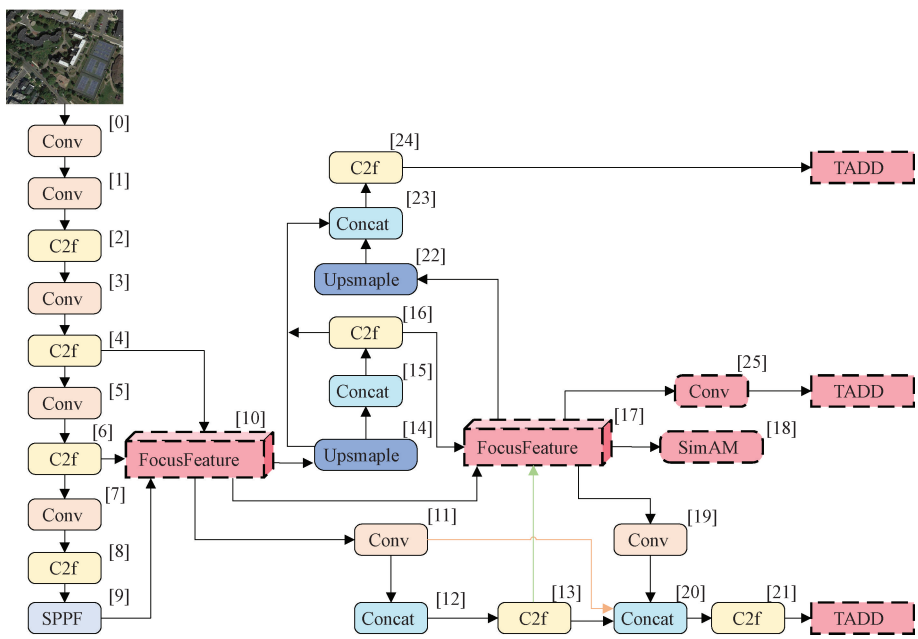 [0]
Conv
[1]
Conv
[2]
C2f
[3]
Conv
[4]
C2f
[5]
Conv
[6]
C2f
[7]
Conv
[8]
C2f
[9]
SPPF
[10]
FocusFeature
[24]
C2f
[23]
Concat
[22]
Upsmaple
[16]
C2f
[15]
Concat
[14]
Upsmaple
[11]
Conv
[12]
Concat
[13]
C2f
[17]
FocusFeature
[25]
Conv
[18]
SimAM
[19]
Conv
[20]
Concat
[21]
C2f
TADD
TADD
TADD